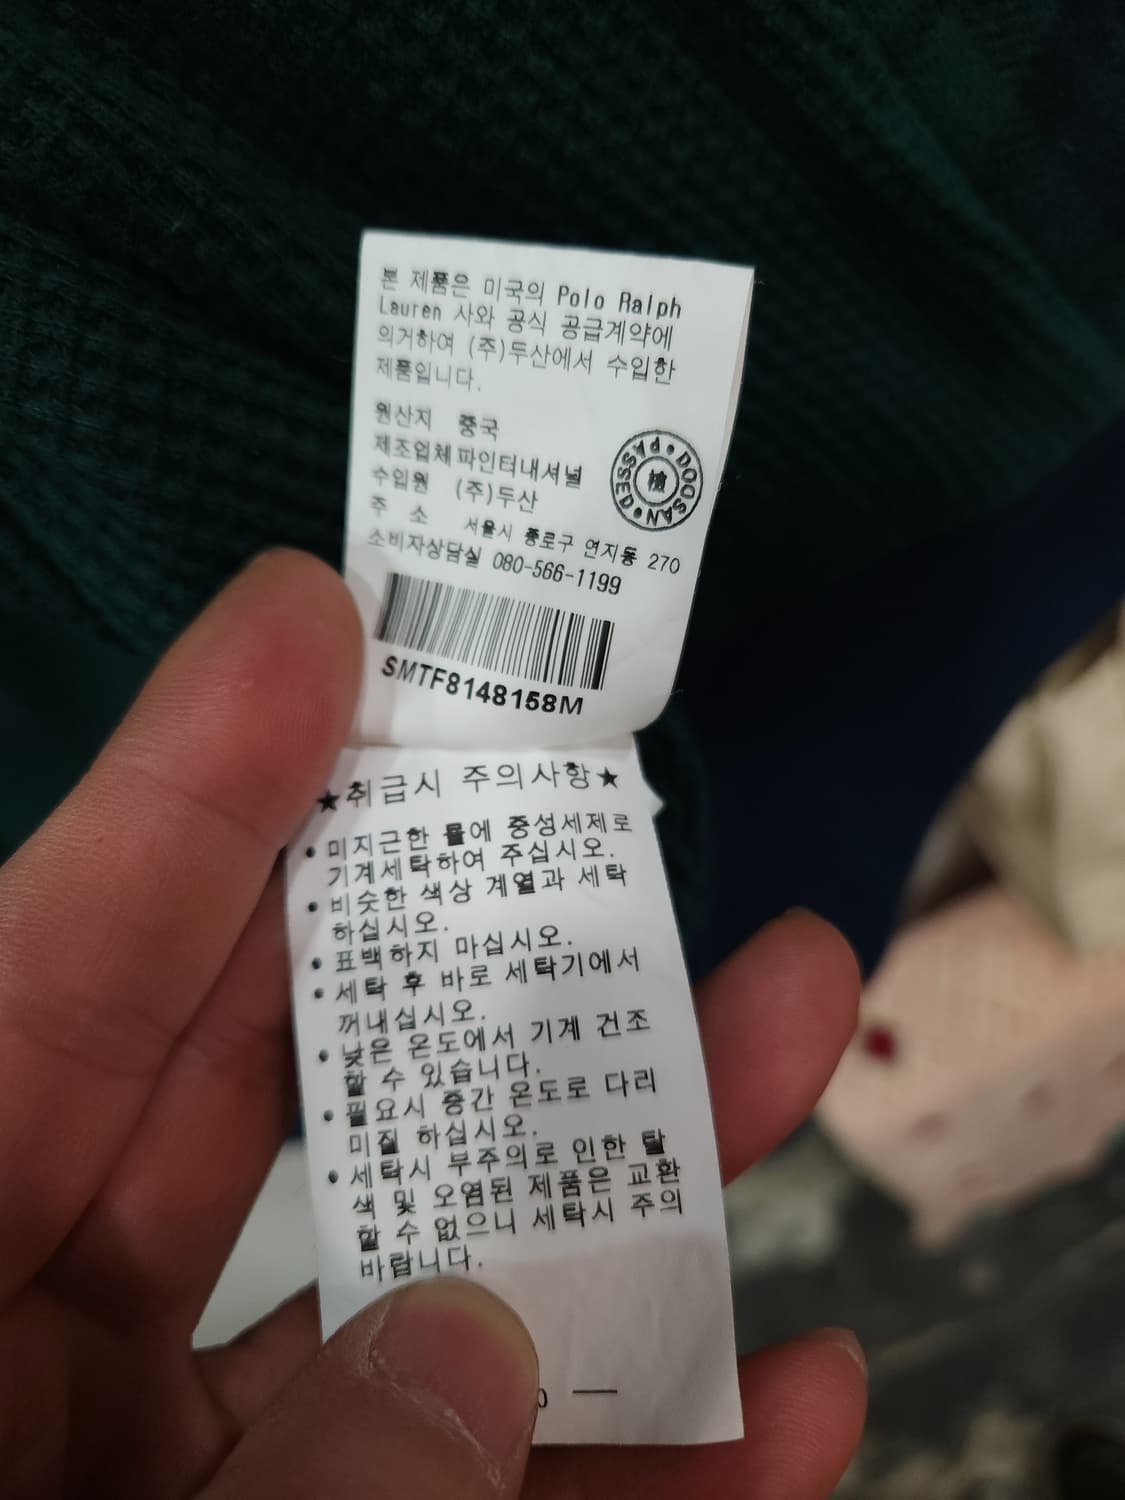 본 제품은 미국의 Polo Ralph
Lauren 사와 공식 공급계약에
의거하여 (주)두산에서 수입한
제품입니다.
원산지 중국
제조업체 파인터내셔널
수입원 (주)두산
주 소 서울시 종로구 연지동 270
소비자상담실 080-566-1199
PASSED • DOOSAN •
檢
SMTF8148158M
★취급시 주의사항★
• 미지근한 물에 중성세제로
기계세탁하여 주십시오.
• 비슷한 색상 계열과 세탁
하십시오.
• 표백하지 마십시오.
• 세탁 후 바로 세탁기에서
꺼내십시오.
• 낮은 온도에서 기계 건조
할 수 있습니다.
• 필요시 중간 온도로 다리
미질 하십시오.
• 세탁시 부주의로 인한 탈
색 및 오염된 제품은 교환
할 수 없으니 세탁시 주의
바랍니다.